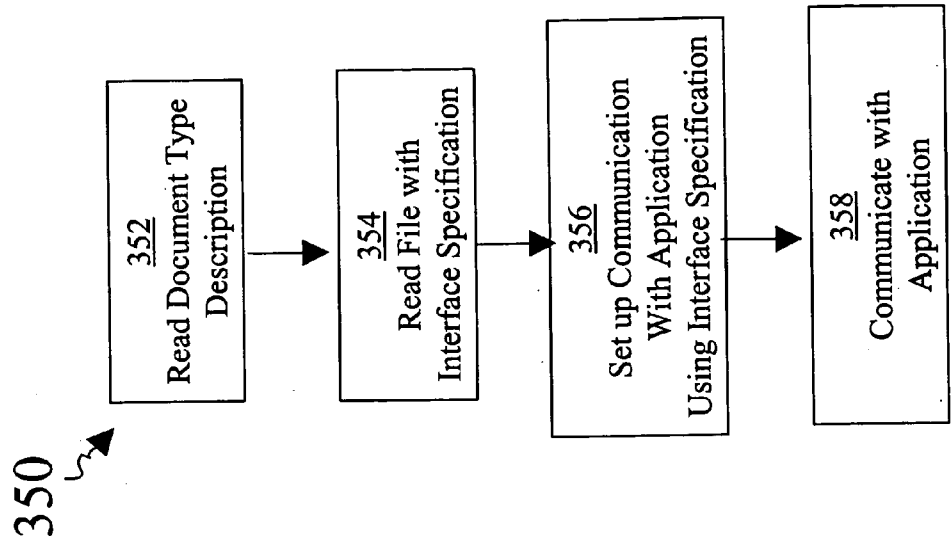 350
352
Read Document Type
Description
354
Read File with
Interface Specification
356
Set up Communication
With Application
Using Interface Specification
358
Communicate with
Application